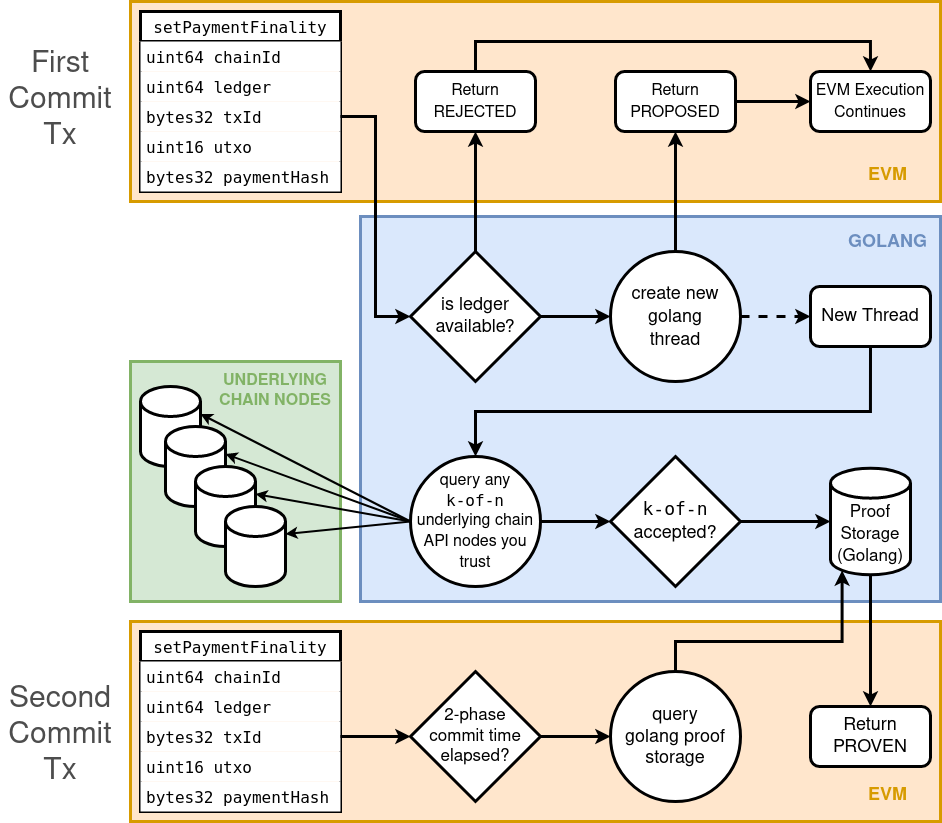 First
Commit
Tx
setPaymentFinality
uint64 chainId
uint64 ledger
bytes32 txId
uint16 utxo
bytes32 paymentHash
Return
REJECTED
Return
PROPOSED
EVM Execution
Continues
EVM
GOLANG
is ledger
available?
create new
golang
thread
New Thread
UNDERLYING
CHAIN NODES
query any
k-of-n
underlying chain
API nodes you
trust
k-of-n
accepted?
Proof
Storage
(Golang)
Second
Commit
Tx
setPaymentFinality
uint64 chainId
uint64 ledger
bytes32 txId
uint16 utxo
bytes32 paymentHash
2-phase
commit time
elapsed?
query
golang proof
storage
Return
PROVEN
EVM